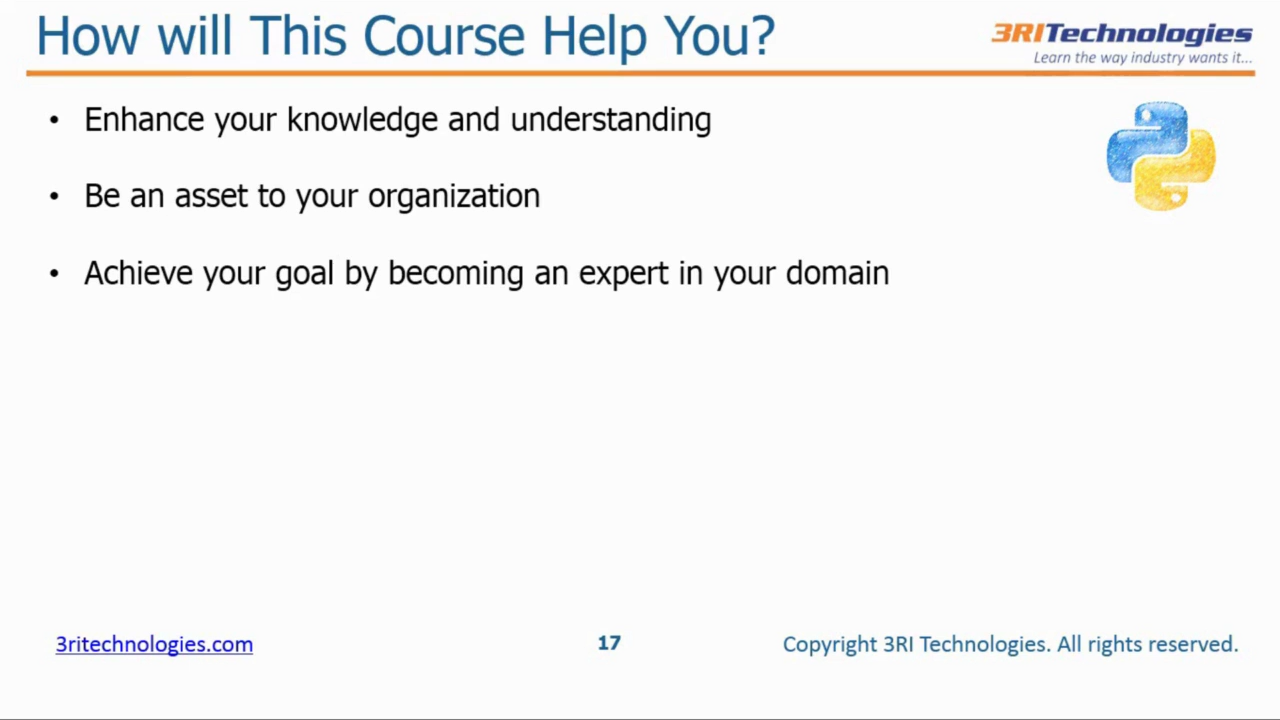 How will This Course Help You?
3RITechnologies
Learn the way industry wants it...
• Enhance your knowledge and understanding
• Be an asset to your organization
• Achieve your goal by becoming an expert in your domain
3ritechnologies.com
17
Copyright 3RI Technologies. All rights reserved.